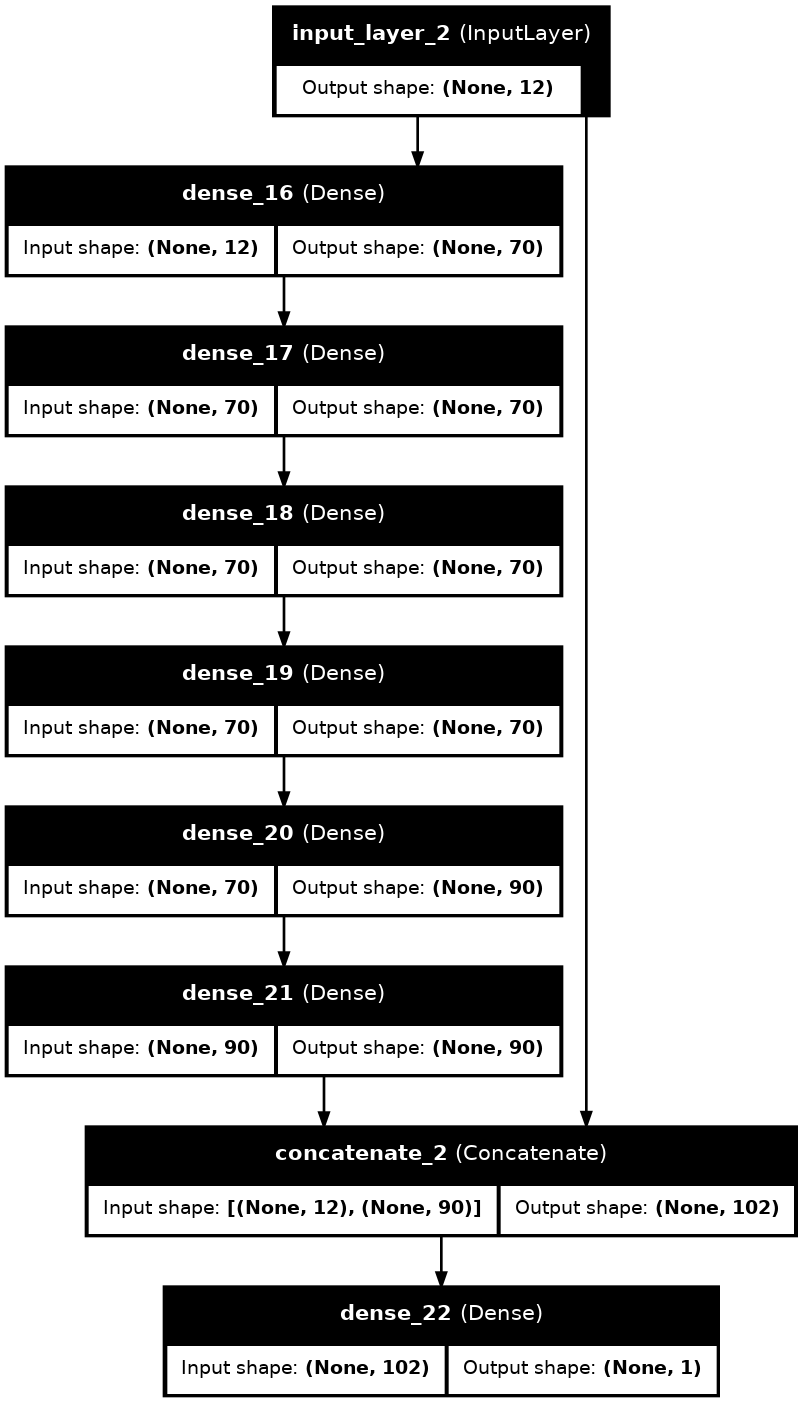 input_layer_2 (InputLayer)
Output shape: (None, 12)
dense_16 (Dense)
Input shape: (None, 12) Output shape: (None, 70)
dense_17 (Dense)
Input shape: (None, 70) Output shape: (None, 70)
dense_18 (Dense)
Input shape: (None, 70) Output shape: (None, 70)
dense_19 (Dense)
Input shape: (None, 70) Output shape: (None, 70)
dense_20 (Dense)
Input shape: (None, 70) Output shape: (None, 90)
dense_21 (Dense)
Input shape: (None, 90) Output shape: (None, 90)
concatenate_2 (Concatenate)
Input shape: [(None, 12), (None, 90)] Output shape: (None, 102)
dense_22 (Dense)
Input shape: (None, 102) Output shape: (None, 1)